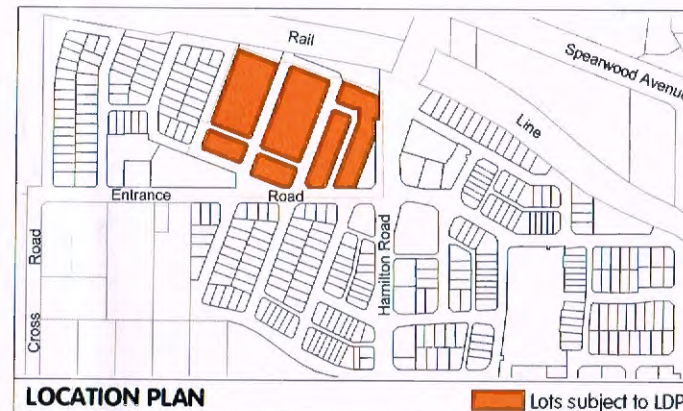 Rail
Spearwood Avenue
Line
Entrance Road
Hamilton Road
Cross Road
LOCATION PLAN
Lots subject to LDP